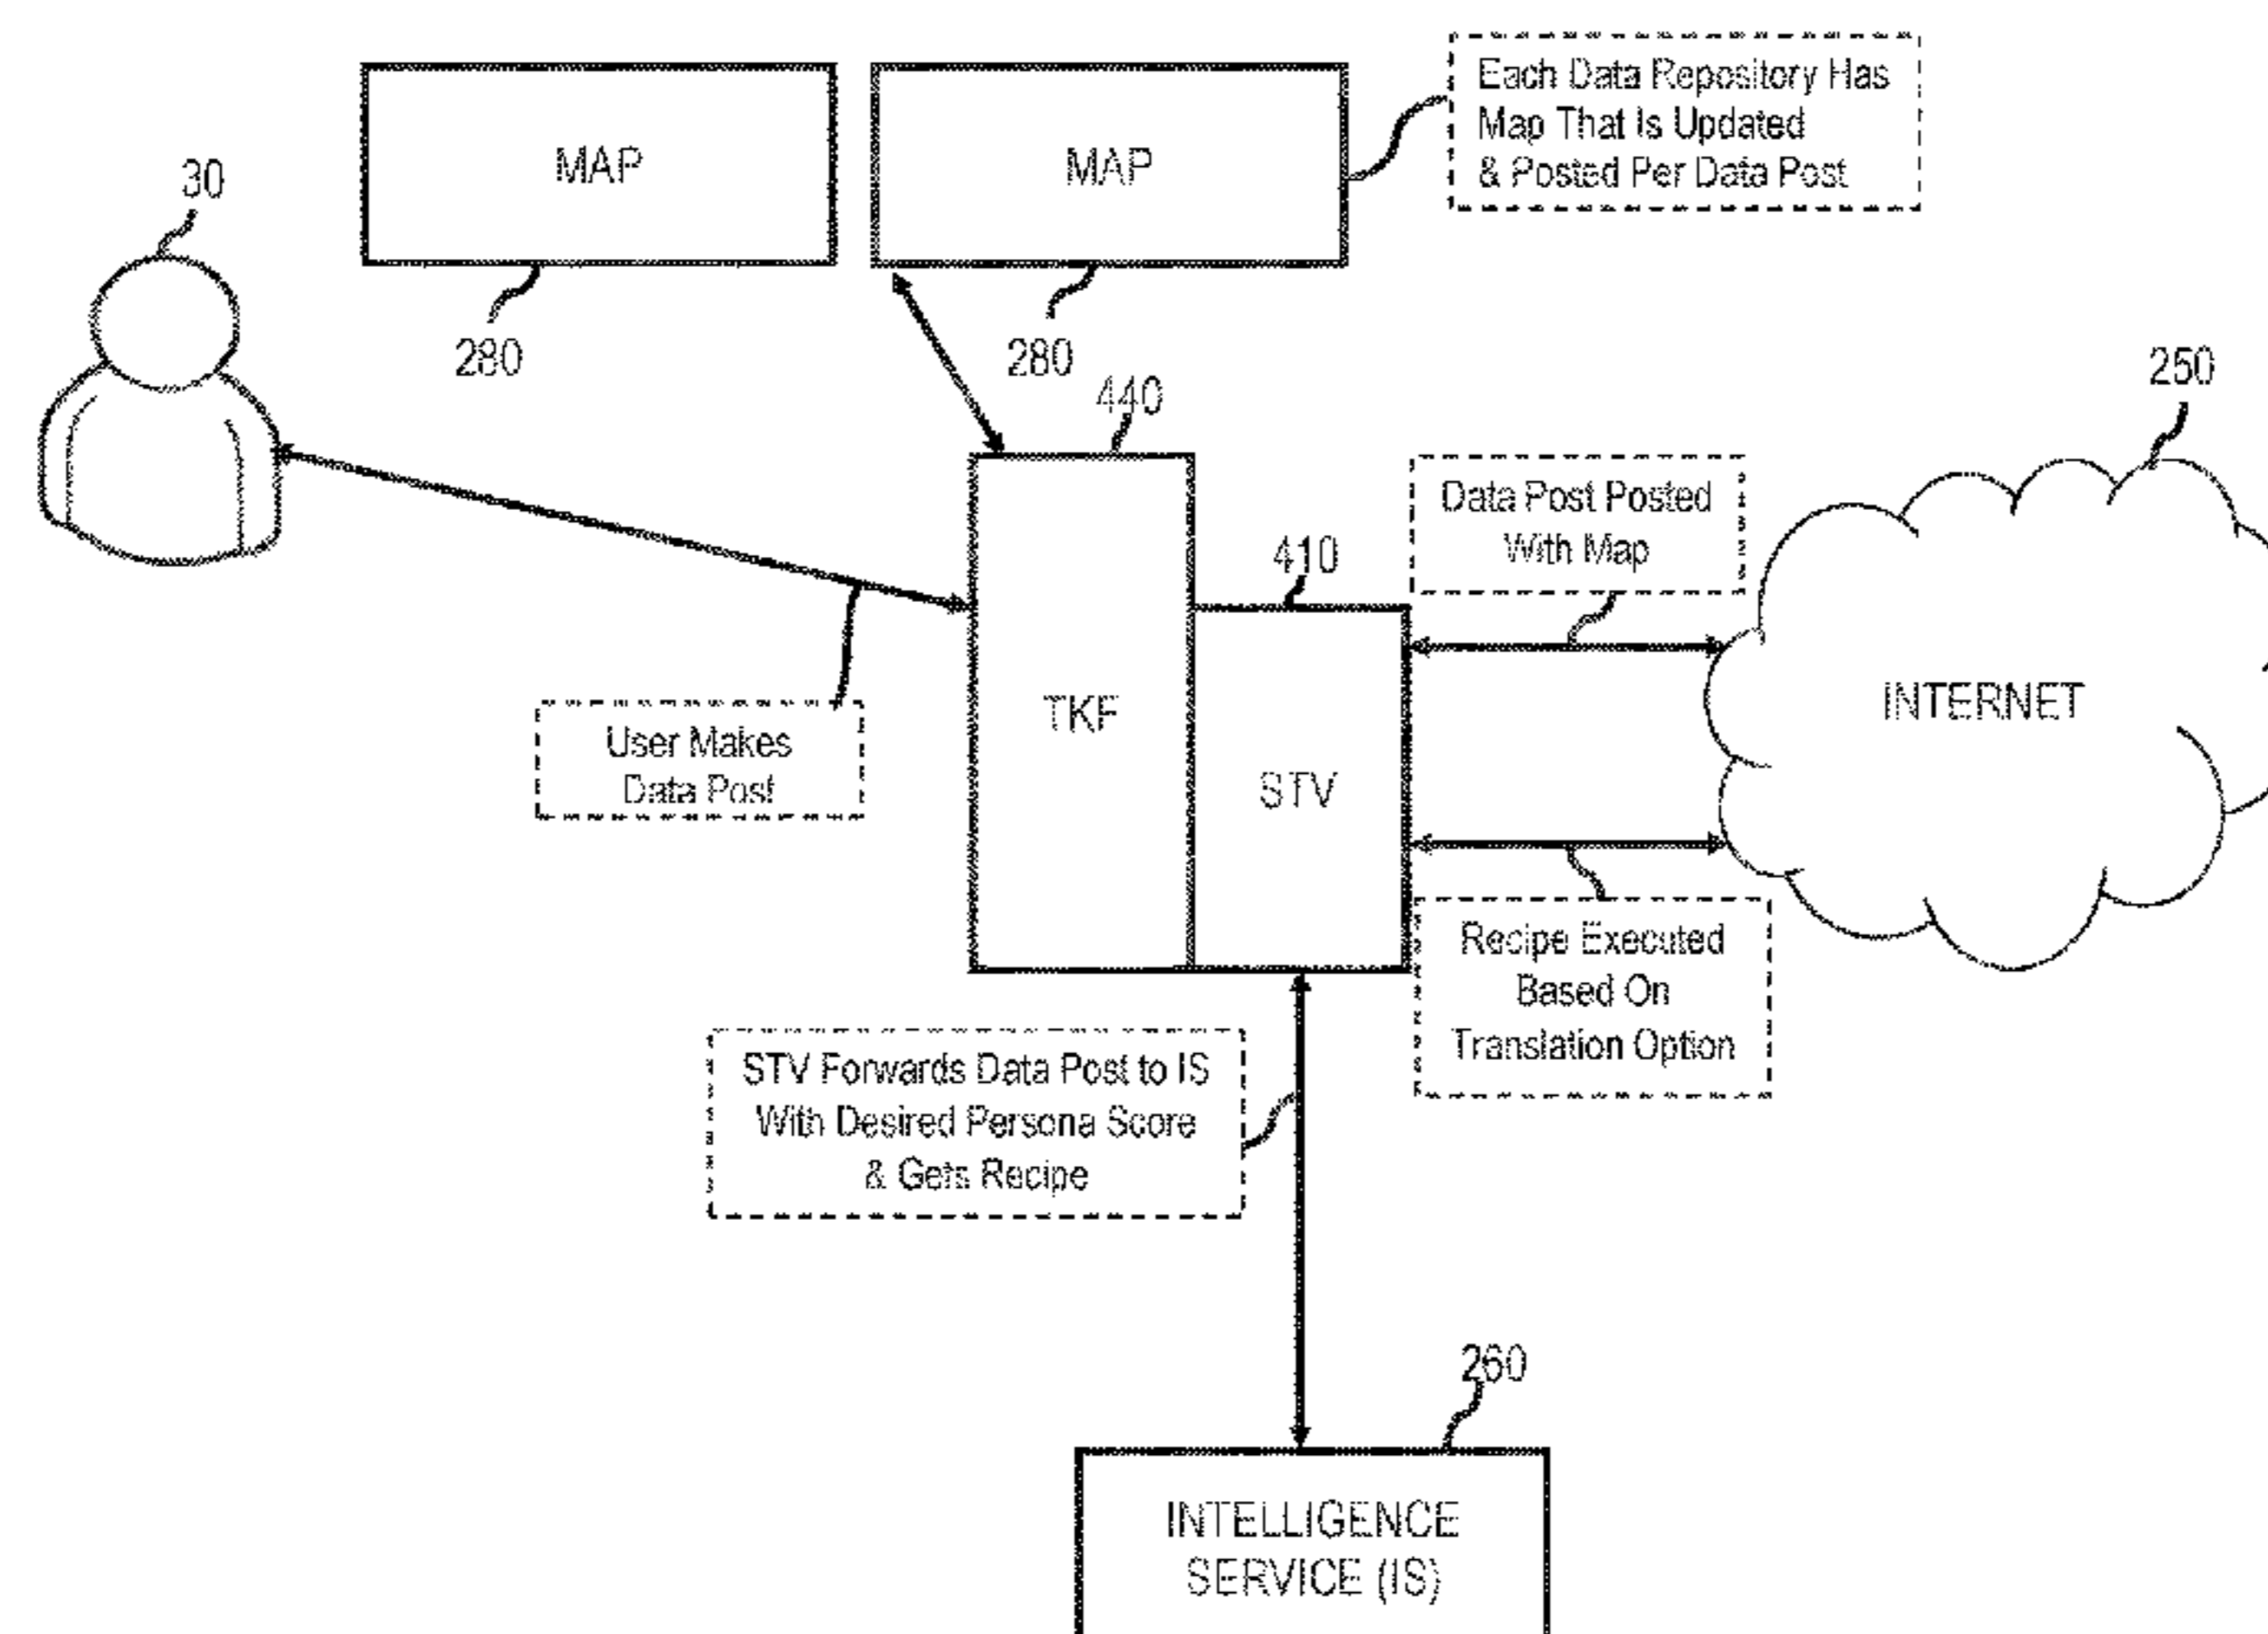 30
MAP
280
MAP
280
Each Data Repository Has
Map That Is Updated
& Posted Per Data Post
440
TKF
410
STV
User Makes
Data Post
Data Post Posted
With Map
250
INTERNET
Recipe Executed
Based On
Translation Option
STV Forwards Data Post to IS
With Desired Persona Score
& Gets Recipe
260
INTELLIGENCE
SERVICE (IS)